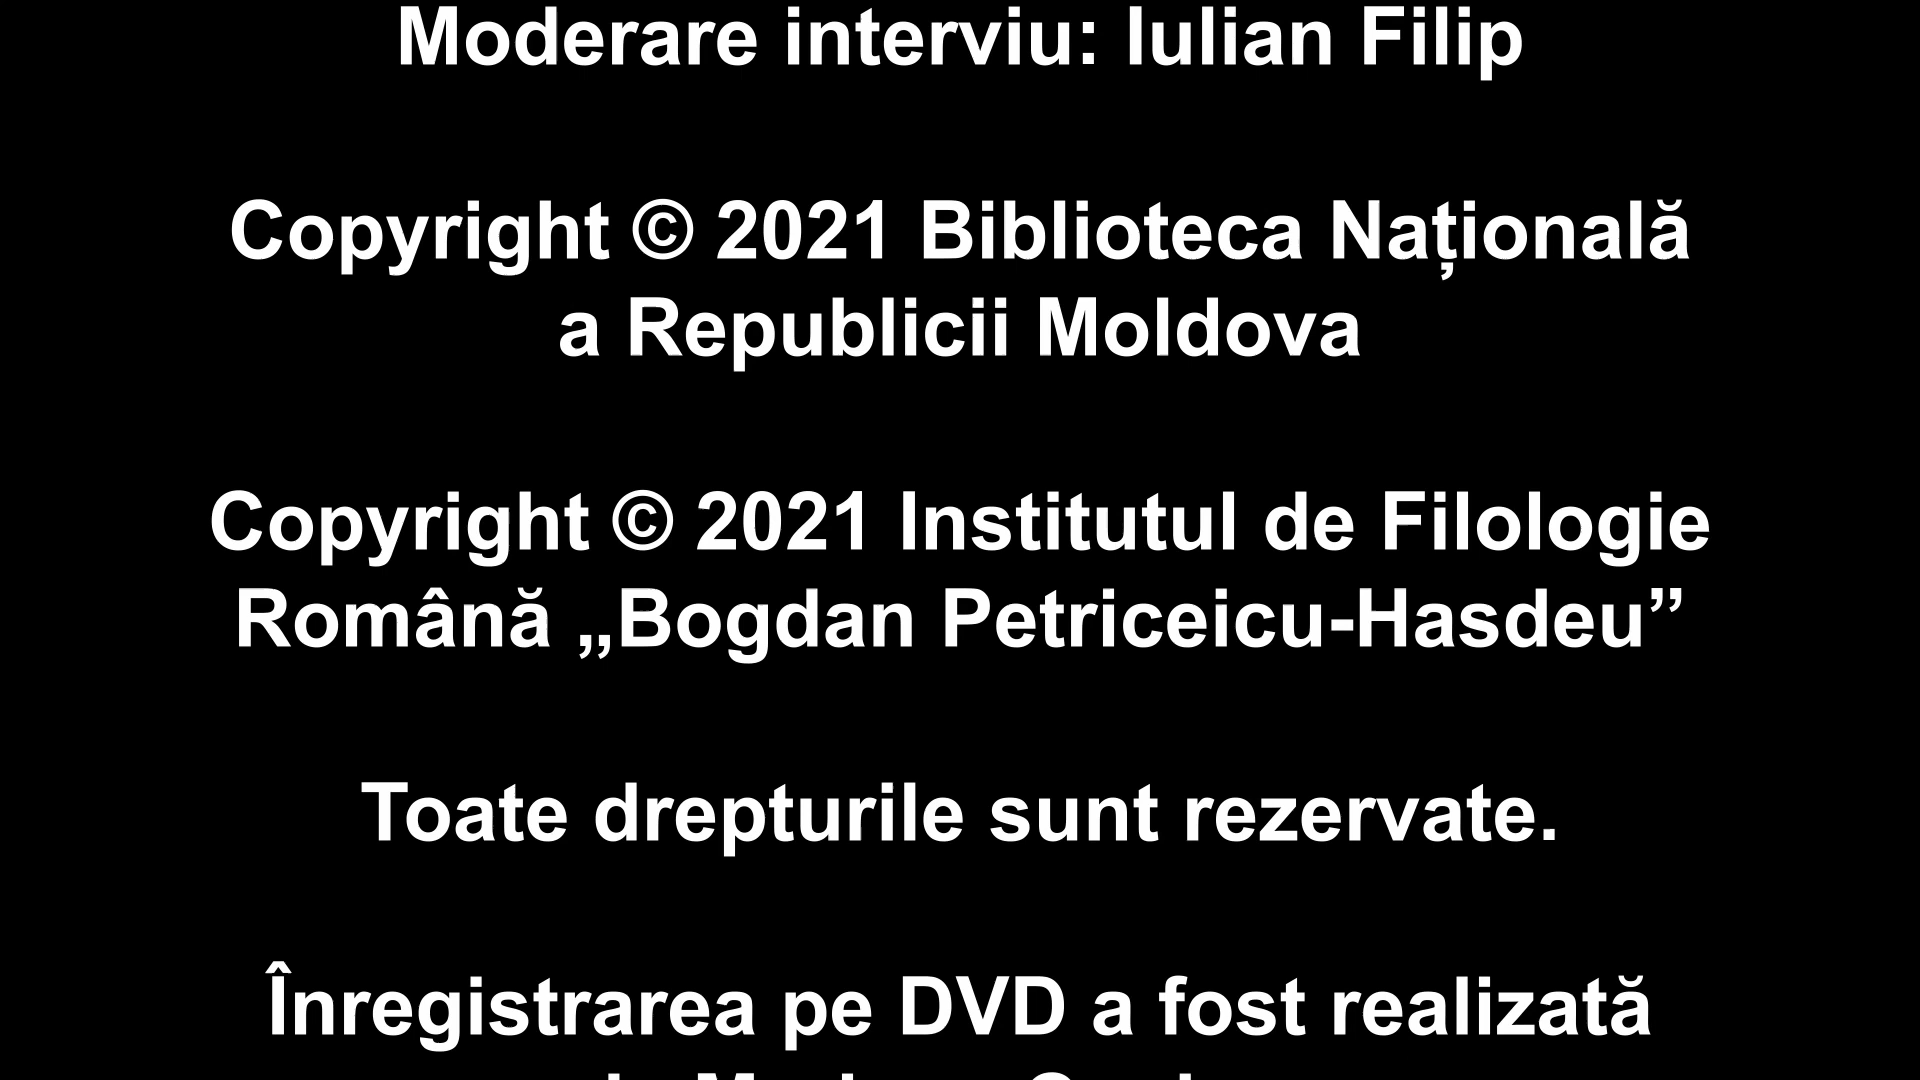 Moderare interviu: Iulian Filip
Copyright © 2021 Biblioteca Națională
a Republicii Moldova
Copyright © 2021 Institutul de Filologie
Română „Bogdan Petriceicu-Hasdeu”
Toate drepturile sunt rezervate.
Înregistrarea pe DVD a fost realizată